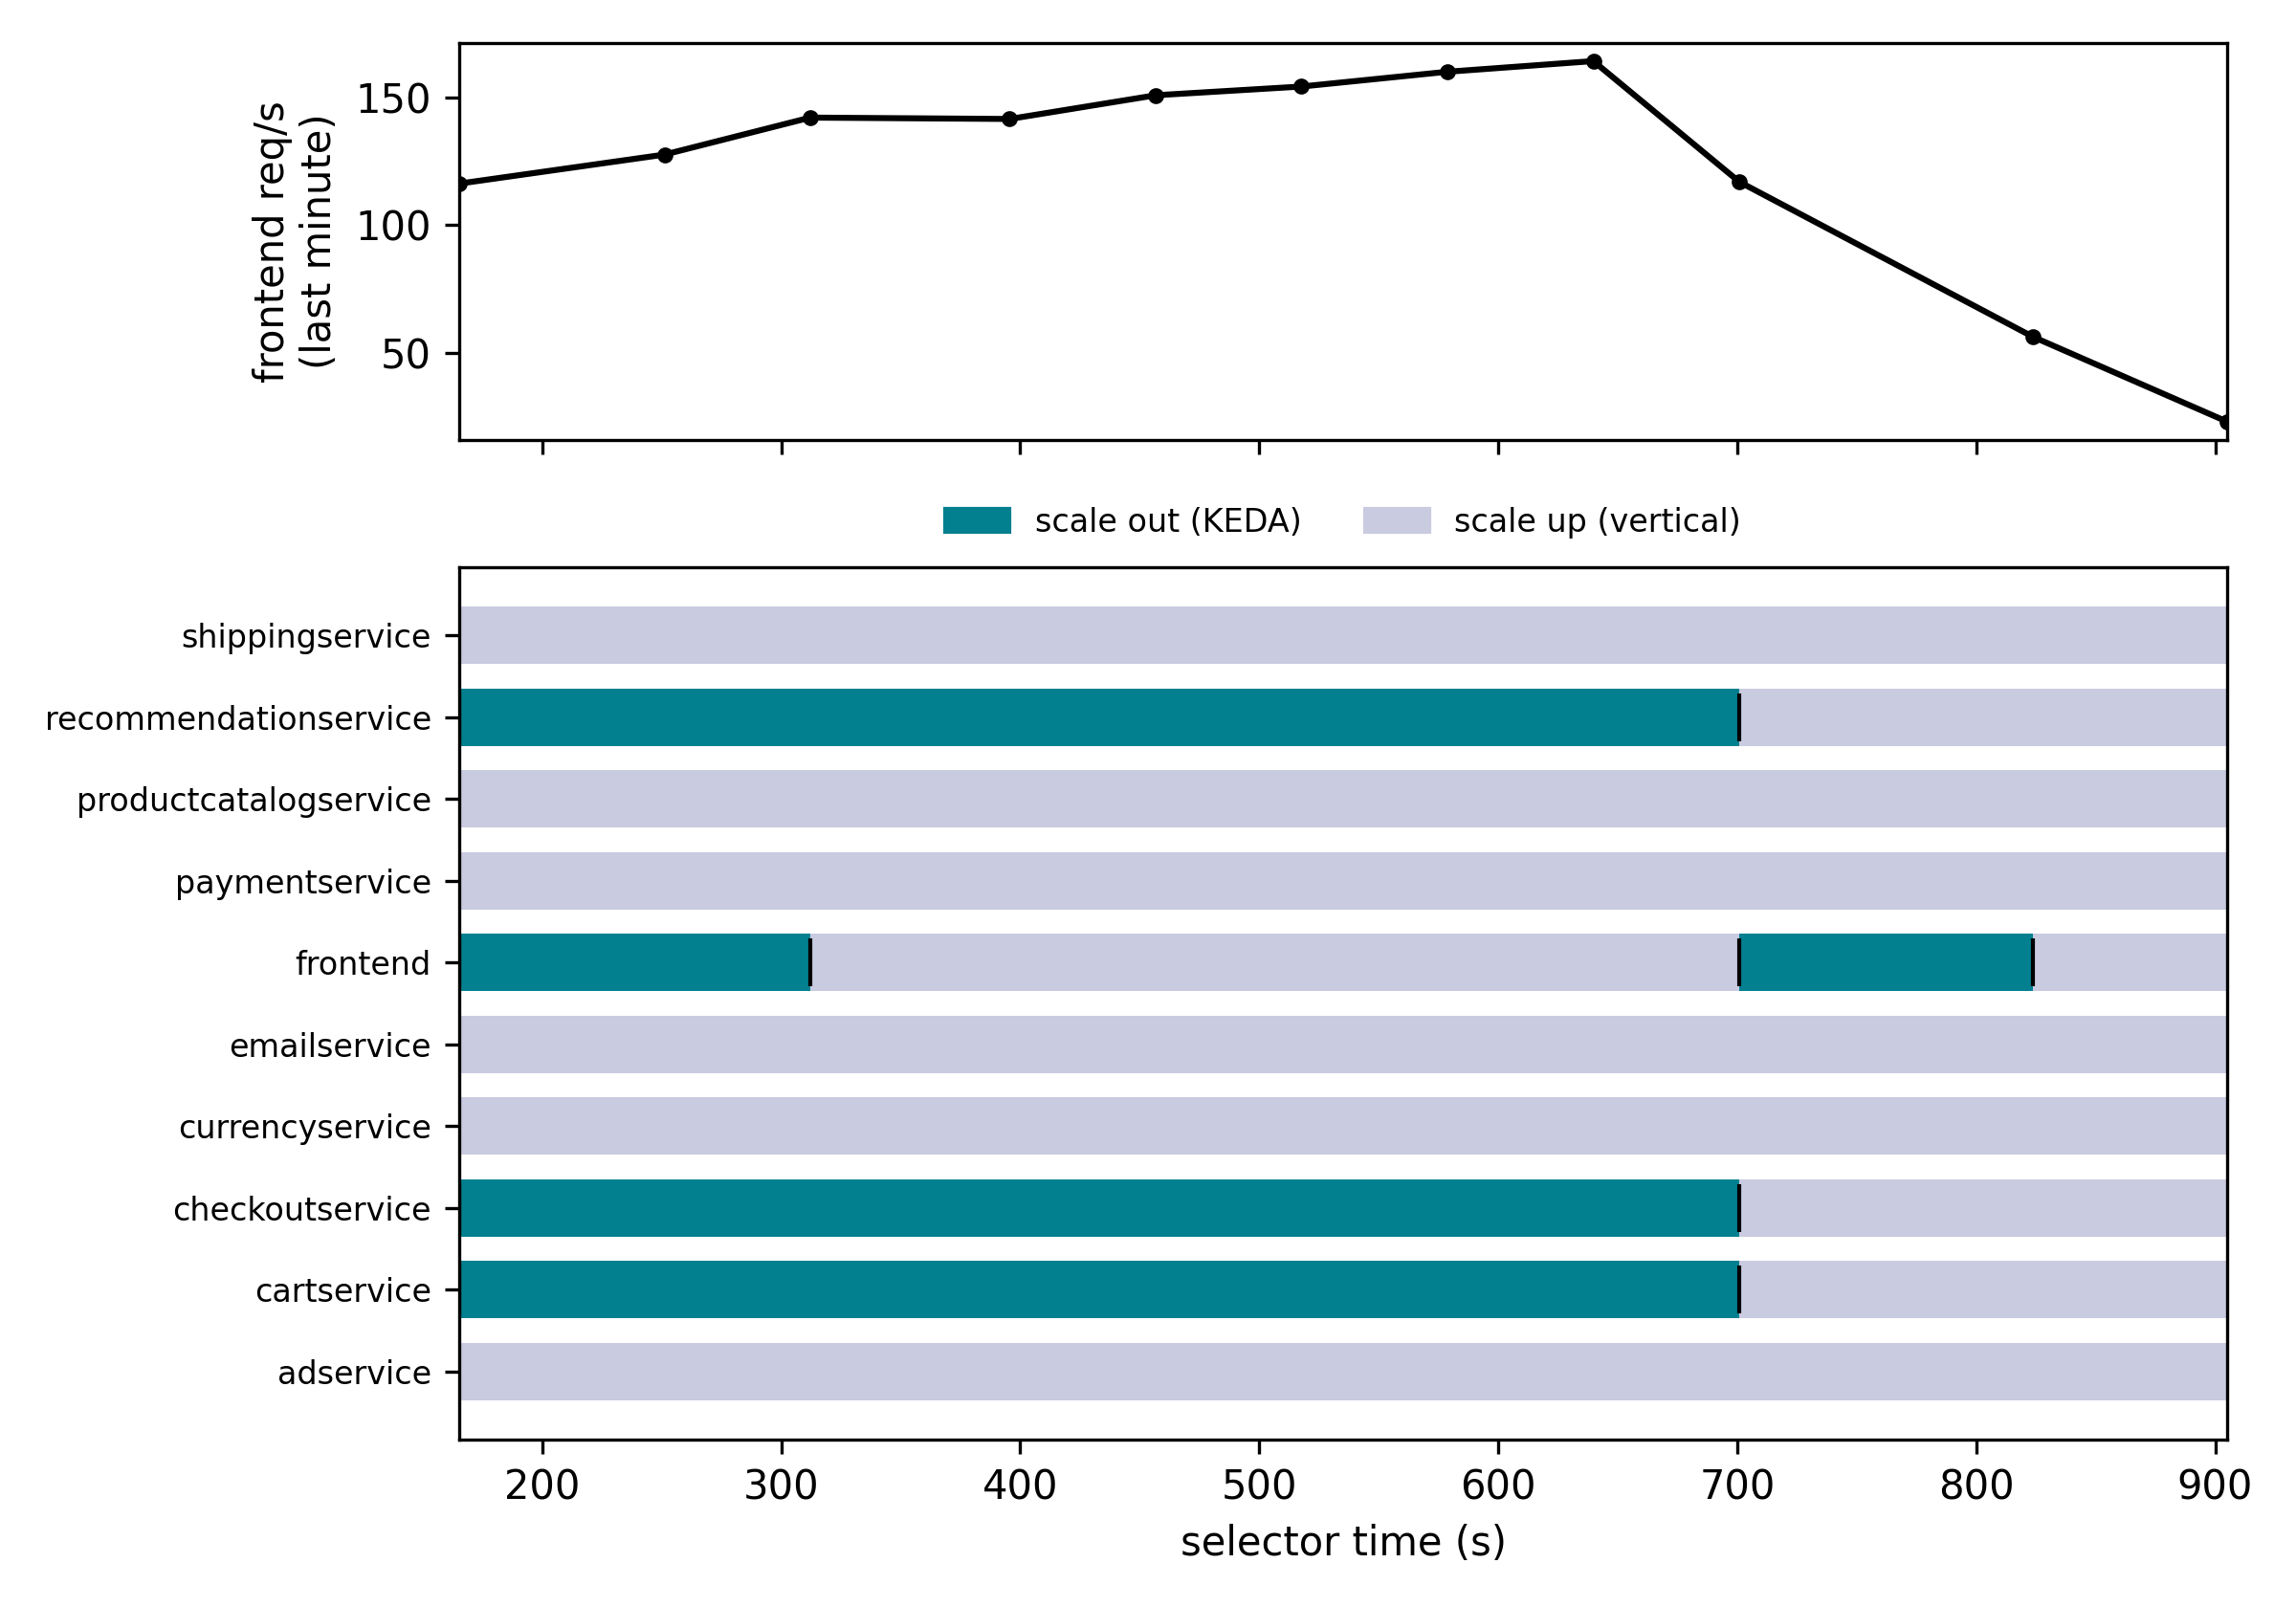 frontend req/s
(last minute)
150
100
50
scale out (KEDA)
scale up (vertical)
shippingservice
recommendationservice
productcatalogservice
paymentservice
frontend
emailservice
currencyservice
checkoutservice
cartservice
adservice
200 300 400 500 600 700 800 900
selector time (s)